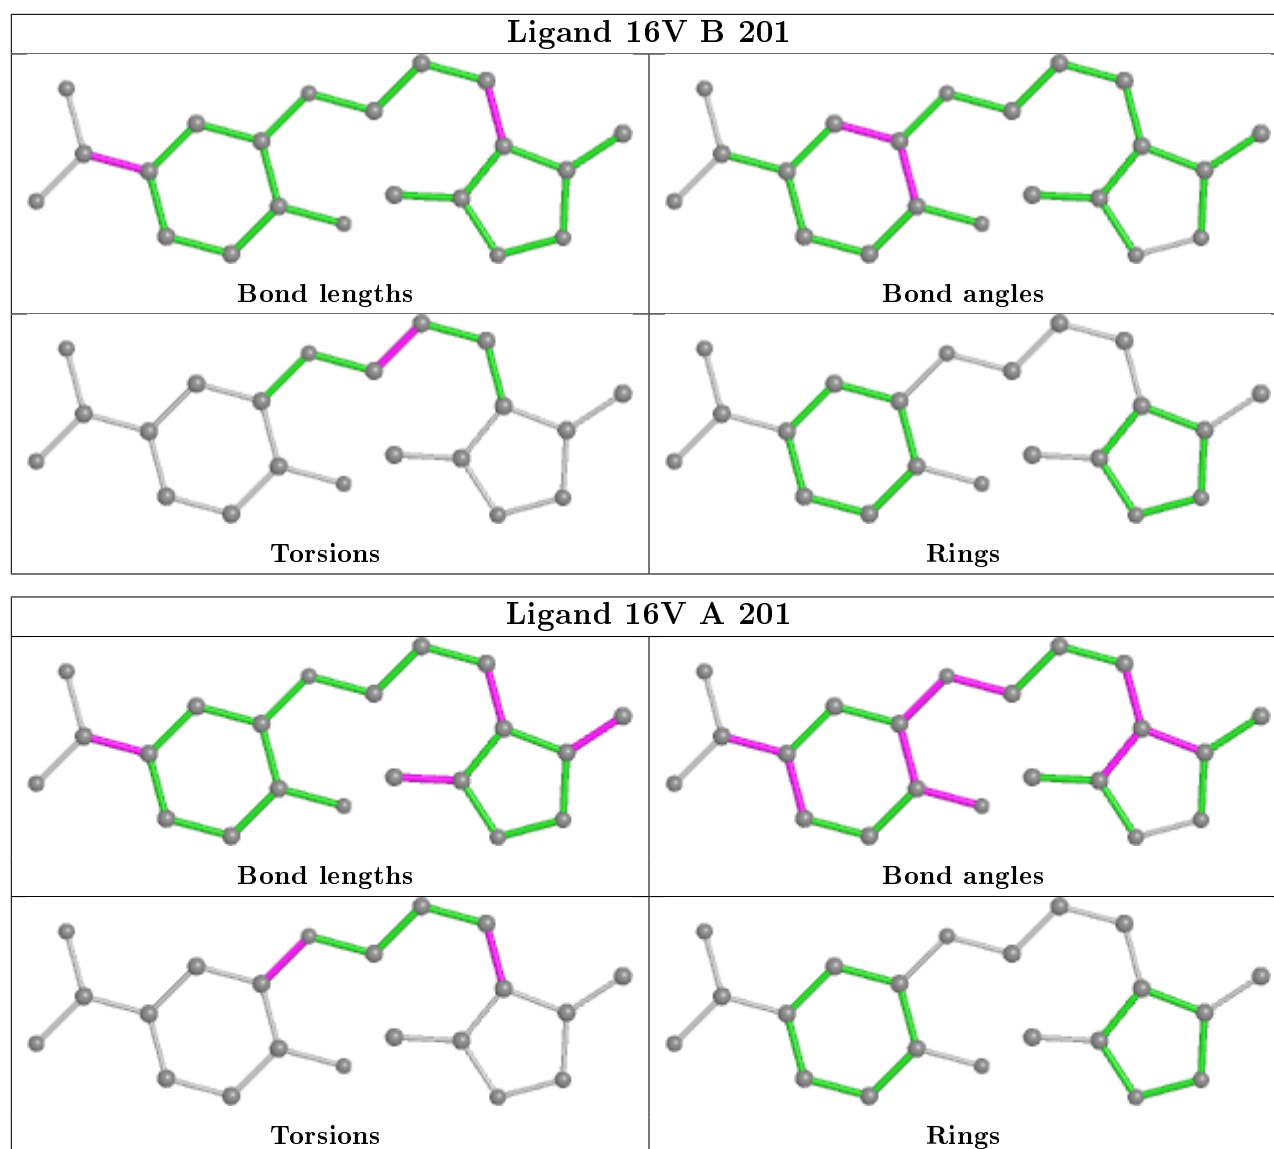 Ligand 16V B 201
Bond lengths
Bond angles
Torsions
Rings
Ligand 16V A 201
Bond lengths
Bond angles
Torsions
Rings